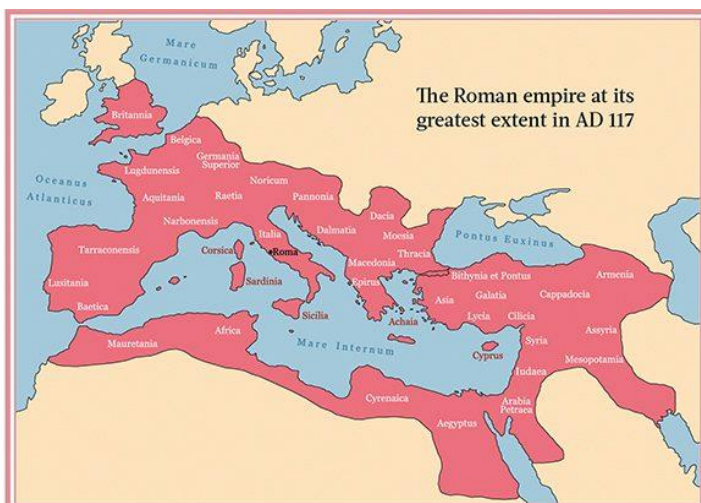 Mare
Germanicum
The Roman empire at its
greatest extent in AD 117
Britannia
Belgica
Germania
Superior
Lugdunensis
Noricum
Oceanus
Atlanticus
Aquitania
Raetia
Pannonia
Narbonensis
Dacia
Italia
Dalmatia
Moesia
Pontus Euxinus
Tarraconensis
Corsica
Roma
Thracia
Macedonia
Lusitania
Sardinia
Epirus
Bithynia et Pontus
Armenia
Baetica
Sicilia
Achaia
Asia
Galatia
Cappadocia
Lycia
Cilicia
Mauretania
Africa
Mare Internum
Cyprus
Syria
Assyria
Mesopotamia
Iudaea
Cyrenaica
Aegyptus
Arabia
Petraea